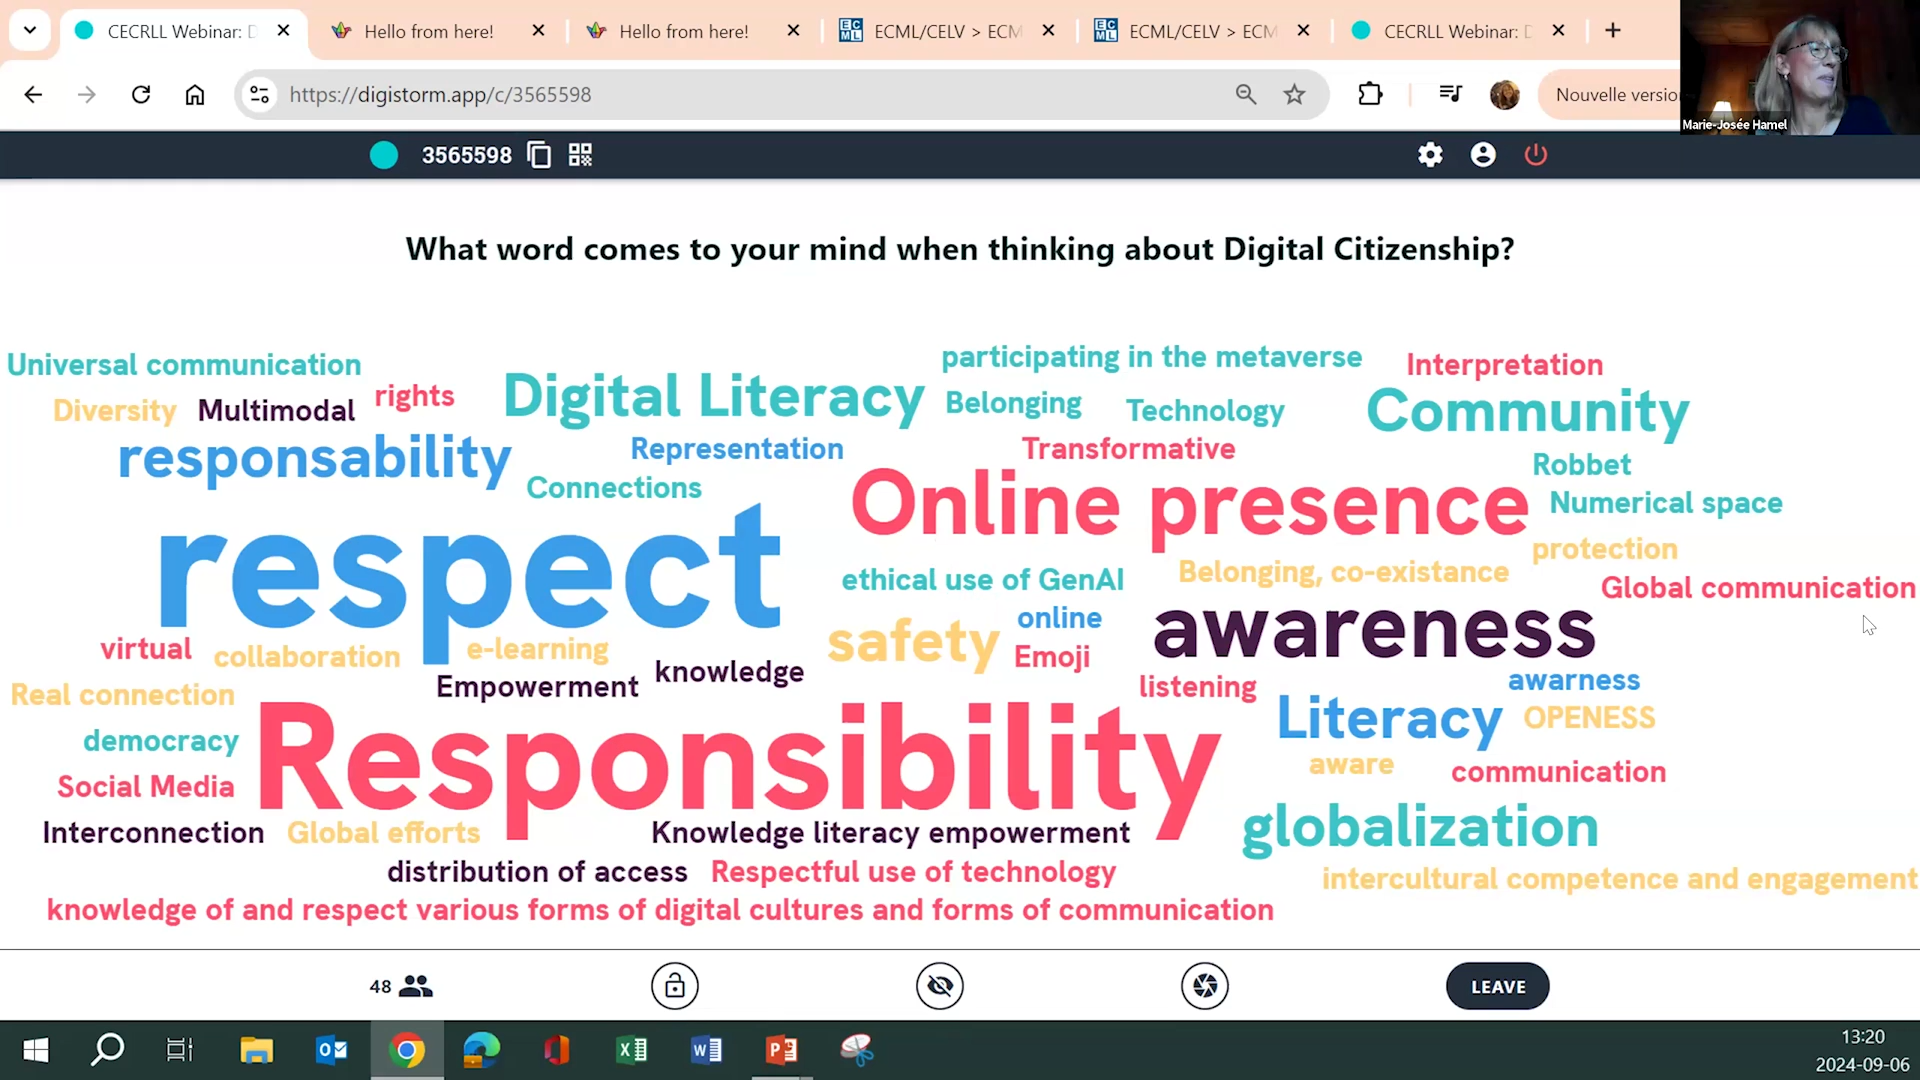 CECRLL Webinar: D
Hello from here!
Hello from here!
ECML/CELV > ECM
ECML/CELV > ECM
CECRLL Webinar: D
https://digistorm.app/c/3565598
Nouvelle versio
Marie-Josée Hamel
3565598
What word comes to your mind when thinking about Digital Citizenship?
Universal communication
participating in the metaverse
Interpretation
Diversity
Multimodal
rights
Digital Literacy
Belonging
Technology
Community
responsability
Representation
Transformative
Robbet
Connections
Online presence
Numerical space
respect
protection
ethical use of GenAI
Belonging, co-existance
Global communication
online
awareness
virtual
collaboration
e-learning
safety
Emoji
knowledge
Empowerment
listening
awarness
Real connection
Literacy
OPENESS
democracy
Responsibility
aware
communication
Social Media
Interconnection
Global efforts
Knowledge literacy empowerment
globalization
distribution of access
Respectful use of technology
intercultural competence and engagement
knowledge of and respect various forms of digital cultures and forms of communication
48
LEAVE
13:20
2024-09-06